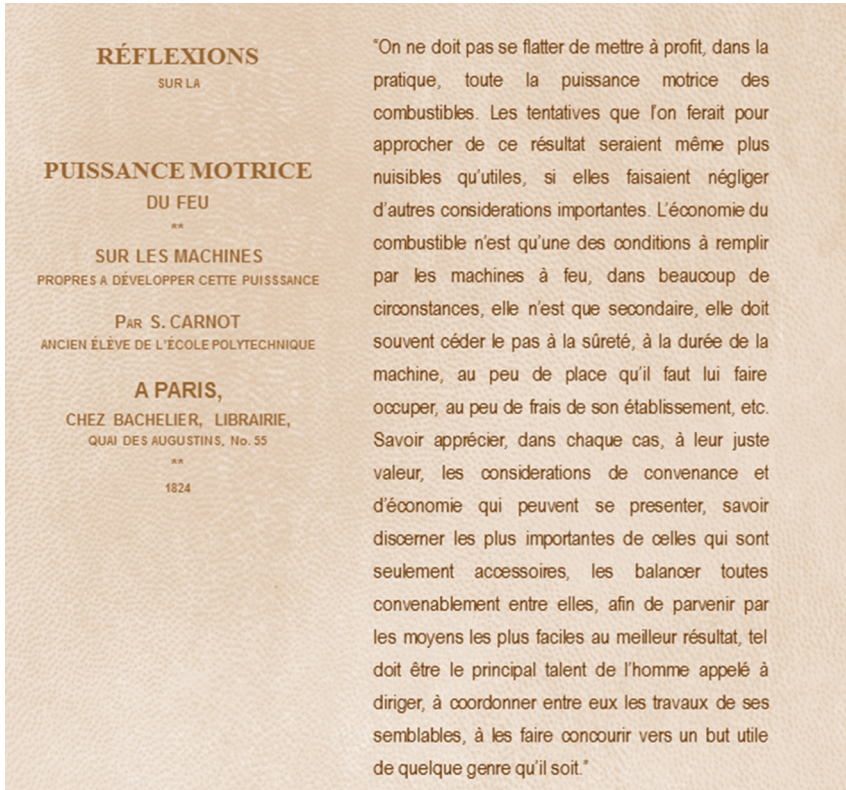 RÉFLEXIONS
SUR LA
PUISSANCE MOTRICE
DU FEU
**
SUR LES MACHINES
PROPRES A DÉVELOPPER CETTE PUISSSANCE
PAR S. CARNOT
ANCIEN ÉLÈVE DE L'ÉCOLE POLYTECHNIQUE
A PARIS,
CHEZ BACHELIER, LIBRAIRIE,
QUAI DES AUGUSTINS, No. 55
**
1824
"On ne doit pas se flatter de mettre à profit, dans la
pratique, toute la puissance motrice des
combustibles. Les tentatives que l'on ferait pour
approcher de ce résultat seraient même plus
nuisibles qu'utiles, si elles faisaient négliger
d'autres considerations importantes. L'économie du
combustible n'est qu'une des conditions à remplir
par les machines à feu, dans beaucoup de
circonstances, elle n'est que secondaire, elle doit
souvent céder le pas à la sûreté, à la durée de la
machine, au peu de place qu'il faut lui faire
occuper, au peu de frais de son établissement, etc.
Savoir apprécier, dans chaque cas, à leur juste
valeur, les considerations de convenance et
d'économie qui peuvent se presenter, savoir
discerner les plus importantes de celles qui sont
seulement accessoires, les balancer toutes
convenablement entre elles, afin de parvenir par
les moyens les plus faciles au meilleur résultat, tel
doit être le principal talent de l'homme appelé à
diriger, à coordonner entre eux les travaux de ses
semblables, à les faire concourir vers un but utile
de quelque genre qu'il soit."